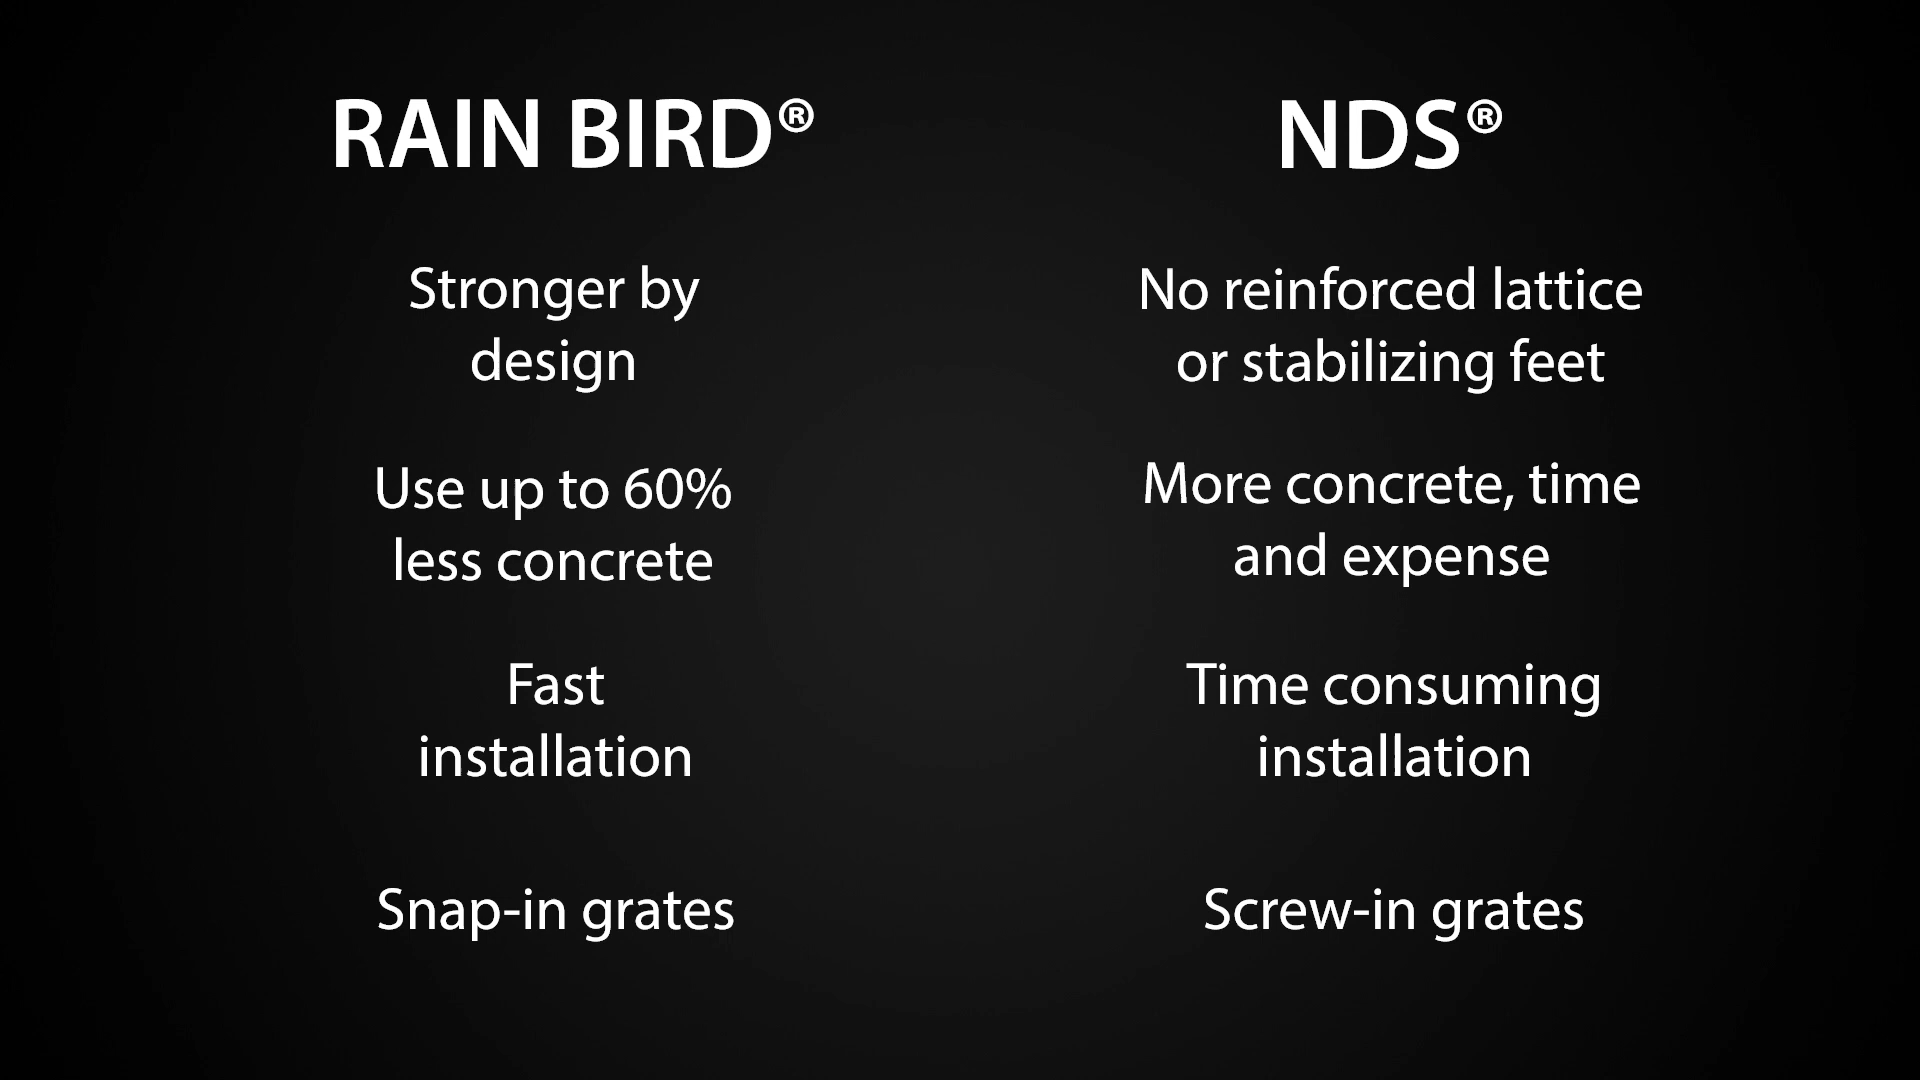 RAIN BIRD®
NDS®
Stronger by
design
No reinforced lattice
or stabilizing feet
Use up to 60%
less concrete
More concrete, time
and expense
Fast
installation
Time consuming
installation
Snap-in grates
Screw-in grates